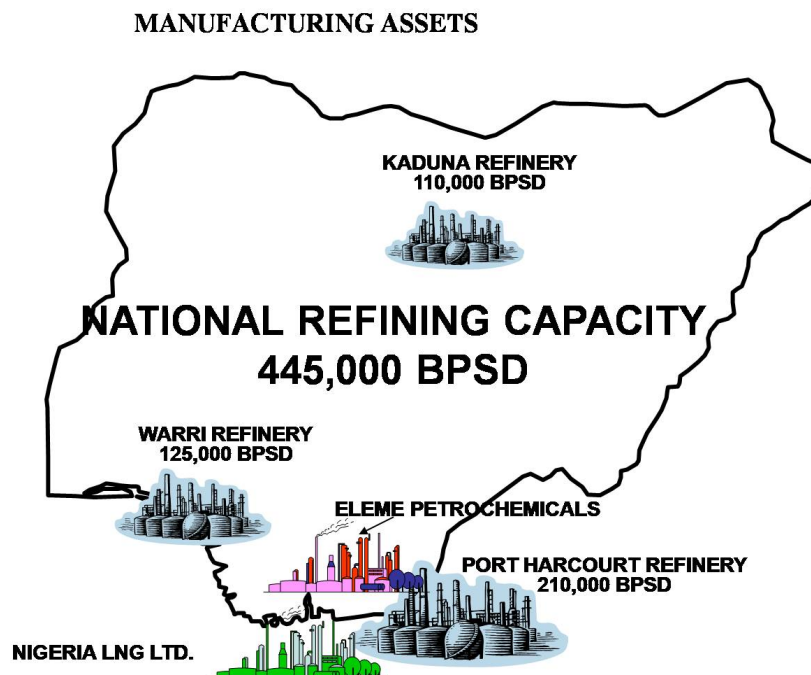 MANUFACTURING ASSETS
KADUNA REFINERY
110,000 BPSD
NATIONAL REFINING CAPACITY
445,000 BPSD
WARRI REFINERY
125,000 BPSD
ELEME PETROCHEMICALS
PORT HARCOURT REFINERY
210,000 BPSD
NIGERIA LNG LTD.